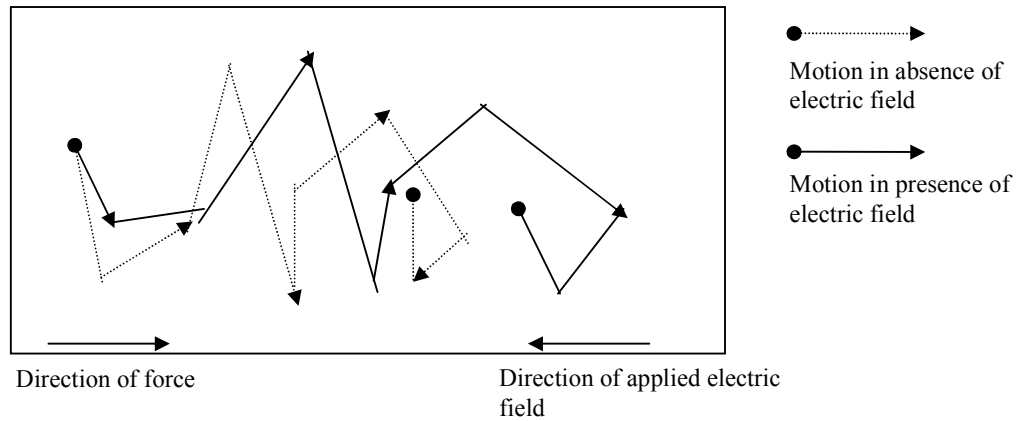 Motion in absence of
electric field
Motion in presence of
electric field
Direction of force
Direction of applied electric
field